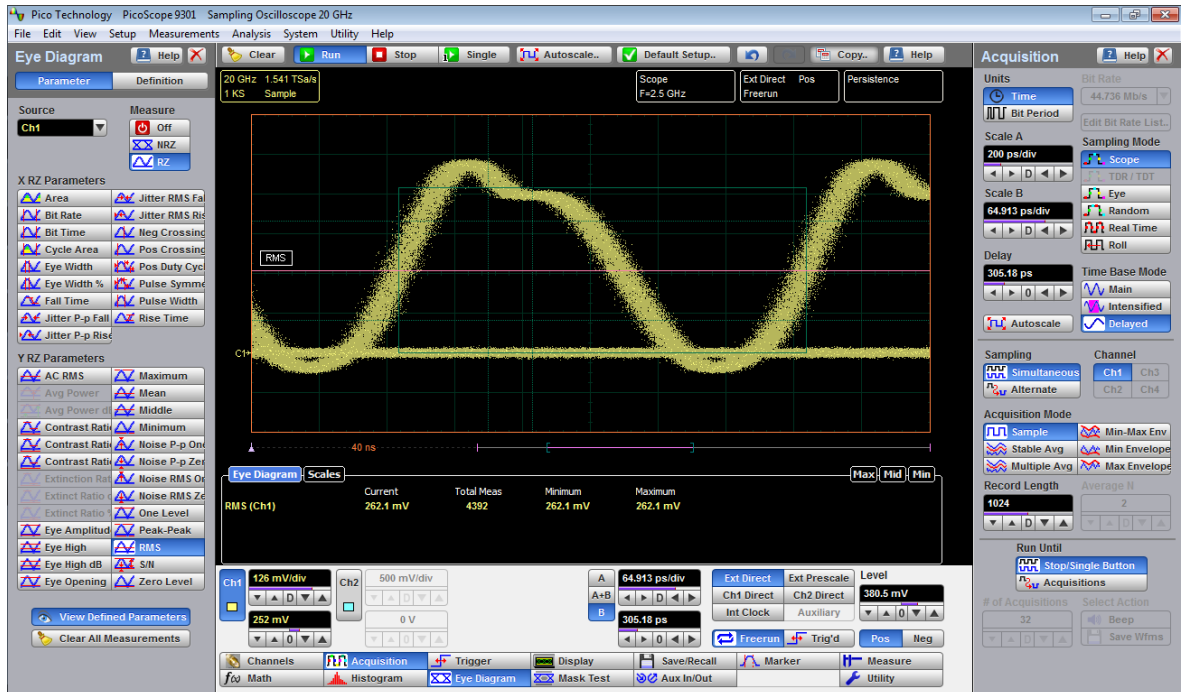 Pico Technology PicoScope 9301 Sampling Oscilloscope 20 GHz
File Edit View Setup Measurements Analysis System Utility Help
Eye Diagram Help
Parameter Definition
Source Measure
Ch1 Off
NRZ
RZ
X RZ Parameters
Area Jitter RMS Fal
Bit Rate Jitter RMS Ris
Bit Time Neg Crossing
Cycle Area Pos Crossing
Eye Width Pos Duty Cycl
Eye Width % Pulse Symme
Fall Time Pulse Width
Jitter P-p Fall Rise Time
Jitter P-p Rise
Y RZ Parameters
AC RMS Maximum
Avg Power Mean
Avg Power dB Middle
Contrast Rati Minimum
Contrast Rati Noise P-p One
Contrast Rati Noise P-p Zer
Extinction Rat Noise RMS On
Extinct Ratio Noise RMS Ze
Extinct Ratio One Level
Eye Amplitud Peak-Peak
Eye High RMS
Eye High dB S/N
Eye Opening Zero Level
View Defined Parameters
Clear All Measurements
Clear Run Stop Single Autoscale.. Default Setup.. Copy.. Help
20 GHz 1.541 TSa/s
1 KS Sample
Scope
F=2.5 GHz
Ext Direct Pos
Freerun
Persistence
RMS
C1
40 ns
Eye Diagram Scales Max Mid Min
Current Total Meas Minimum Maximum
RMS (Ch1) 262.1 mV 4392 262.1 mV 262.1 mV
Ch1 126 mV/div Ch2 500 mV/div A 64.913 ps/div Ext Direct Ext Prescale Level
D D A+B D Ch1 Direct Ch2 Direct 380.5 mV
252 mV 0 V B 305.18 ps Int Clock Auxiliary 0
0 0 0 Freerun Trig'd Pos Neg
Channels Acquisition Trigger Display Save/Recall Marker Measure
f(x) Math Histogram Eye Diagram Mask Test Aux In/Out Utility
Acquisition Help
Units Bit Rate
Time 44.736 Mb/s
Bit Period Edit Bit Rate List..
Scale A Sampling Mode
200 ps/div Scope
D TDR / TDT
Scale B Eye
64.913 ps/div Random
D Real Time
Roll
Delay
305.18 ps Time Base Mode
0 Main
Intensified
Autoscale Delayed
Sampling Channel
Simultaneous Ch1 Ch3
Alternate Ch2 Ch4
Acquisition Mode
Sample Min-Max Env
Stable Avg Min Envelope
Multiple Avg Max Envelope
Record Length Average N
1024 2
D D
Run Until
Stop/Single Button
Acquisitions
# of Acquisitions Select Action
32 Beep
D Save Wfms